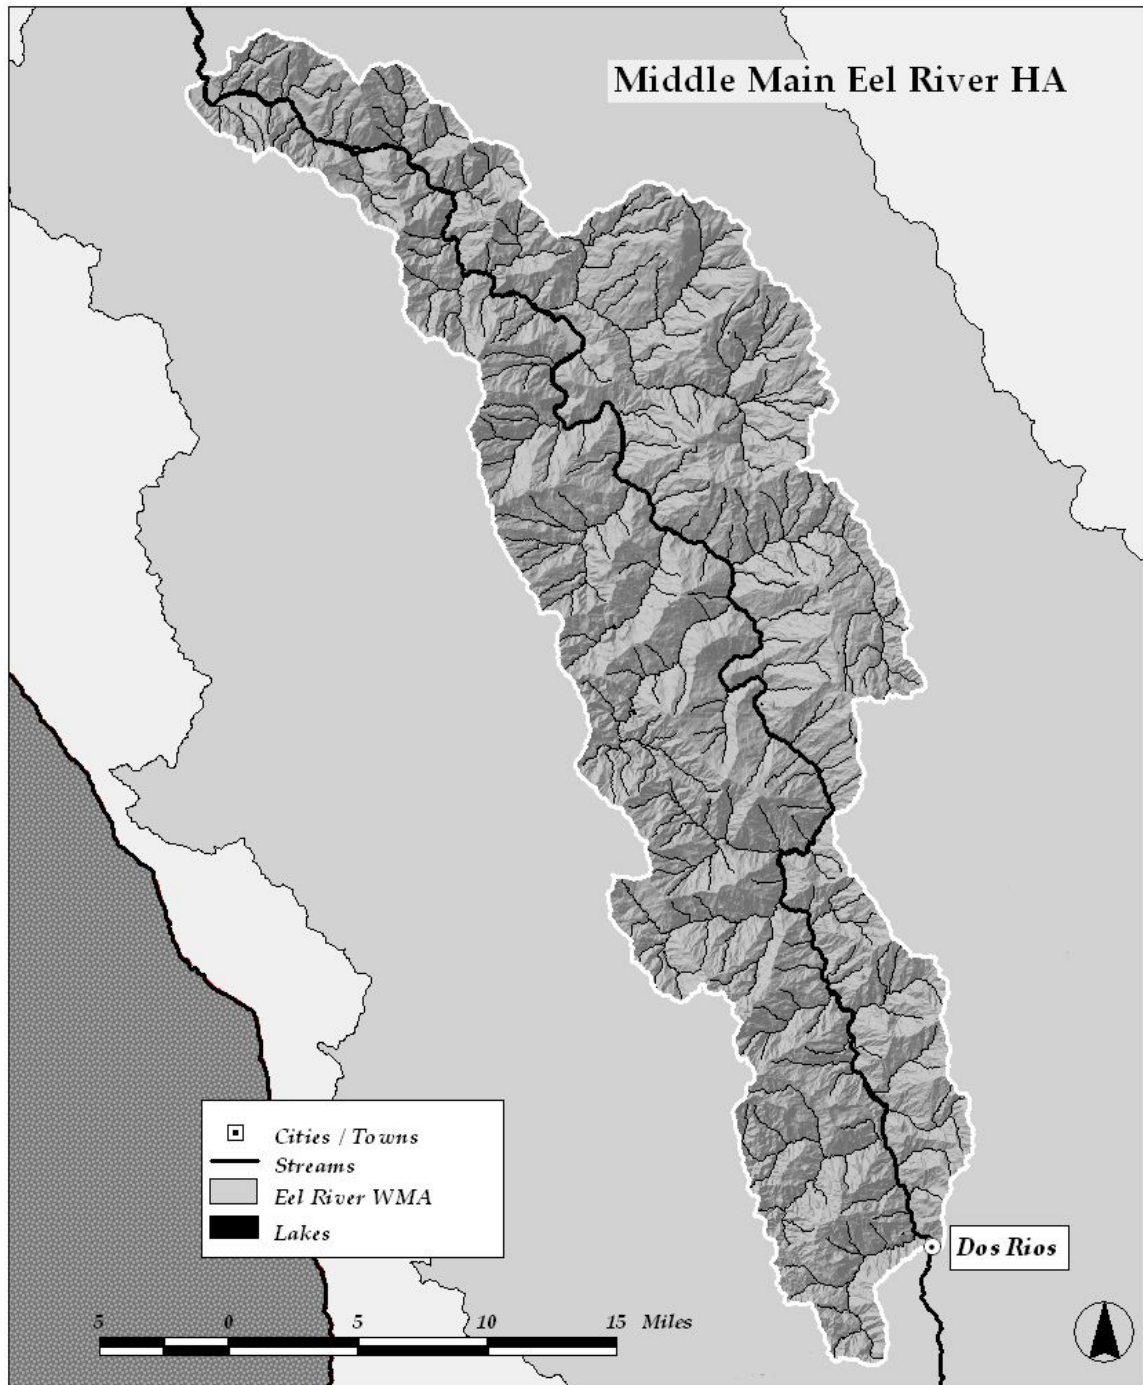 Middle Main Eel River HA
Cities / Towns
Streams
Eel River WMA
Lakes
Dos Rios
5 0 5 10 15 Miles